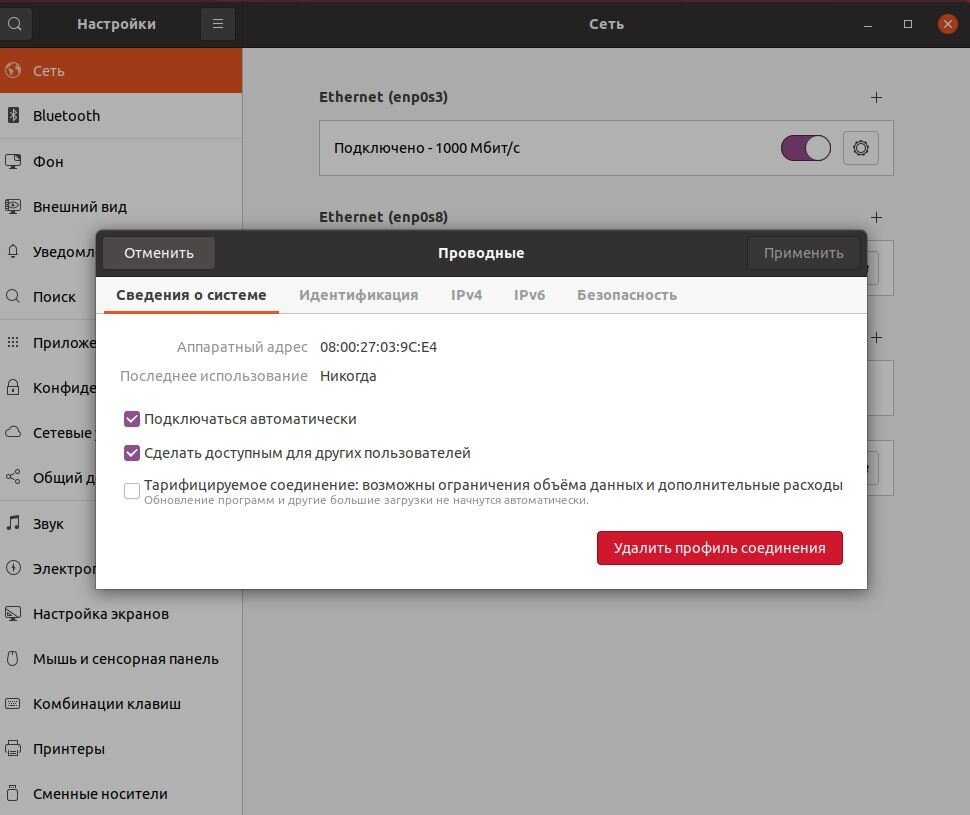 Настройки
Сеть
Сеть
Bluetooth
Фон
Внешний вид
Уведомл
Поиск
Приложе
Конфиде
Сетевые
Общий д
Звук
Электроп
Настройка экранов
Мышь и сенсорная панель
Комбинации клавиш
Принтеры
Сменные носители
Ethernet (enp0s3)
Подключено - 1000 Мбит/с
Ethernet (enp0s8)
Отменить
Проводные
Применить
Сведения о системе
Идентификация
IPv4
IPv6
Безопасность
Аппаратный адрес 08:00:27:03:9C:E4
Последнее использование Никогда
Подключаться автоматически
Сделать доступным для других пользователей
Тарифицируемое соединение: возможны ограничения объёма данных и дополнительные расходы
Обновление программ и другие большие загрузки не начнутся автоматически.
Удалить профиль соединения